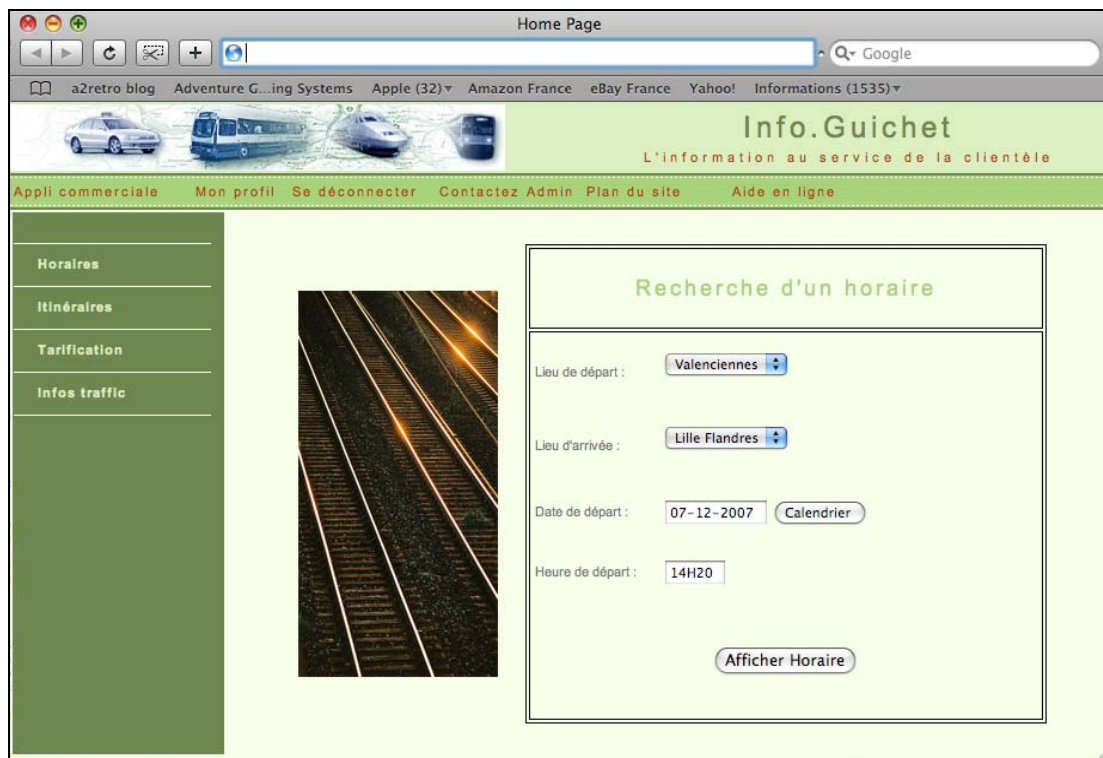 Home Page
Google
a2retro blog Adventure G...ing Systems Apple (32) Amazon France eBay France Yahoo! Informations (1535)
Info.Guichet
L'information au service de la clientèle
Appli commerciale Mon profil Se déconnecter Contactez Admin Plan du site Aide en ligne
Horaires
Itinéraires
Tarification
Infos traffic
Recherche d'un horaire
Lieu de départ : Valenciennes
Lieu d'arrivée : Lille Flandres
Date de départ : 07-12-2007 Calendrier
Heure de départ : 14H20
Afficher Horaire